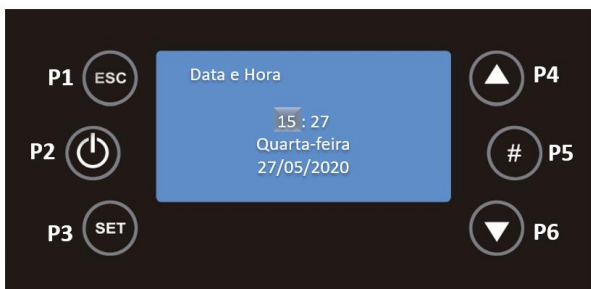 P1 ESC
P2
P3 SET
Data e Hora
15 : 27
Quarta-feira
27/05/2020
P4
# P5
P6